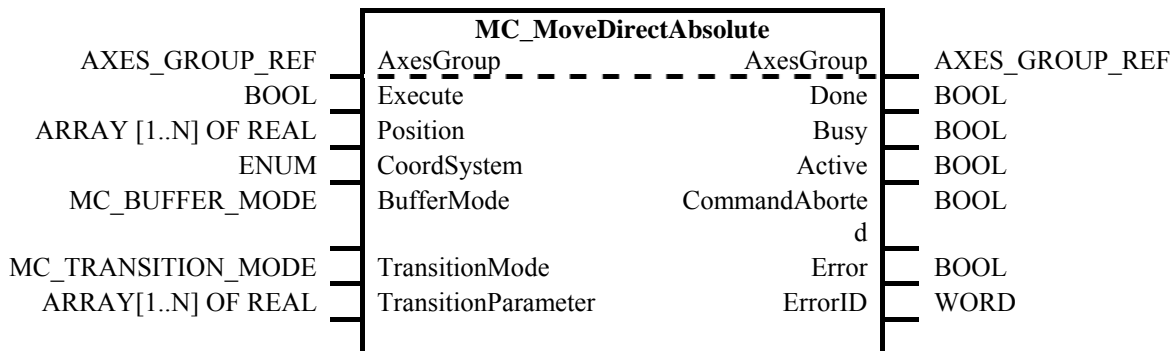 MC_MoveDirectAbsolute
AXES_GROUP_REF AxesGroup AxesGroup AXES_GROUP_REF
BOOL Execute Done BOOL
ARRAY [1..N] OF REAL Position Busy BOOL
ENUM CoordSystem Active BOOL
MC_BUFFER_MODE BufferMode CommandAborte BOOL
d
MC_TRANSITION_MODE TransitionMode Error BOOL
ARRAY[1..N] OF REAL TransitionParameter ErrorID WORD